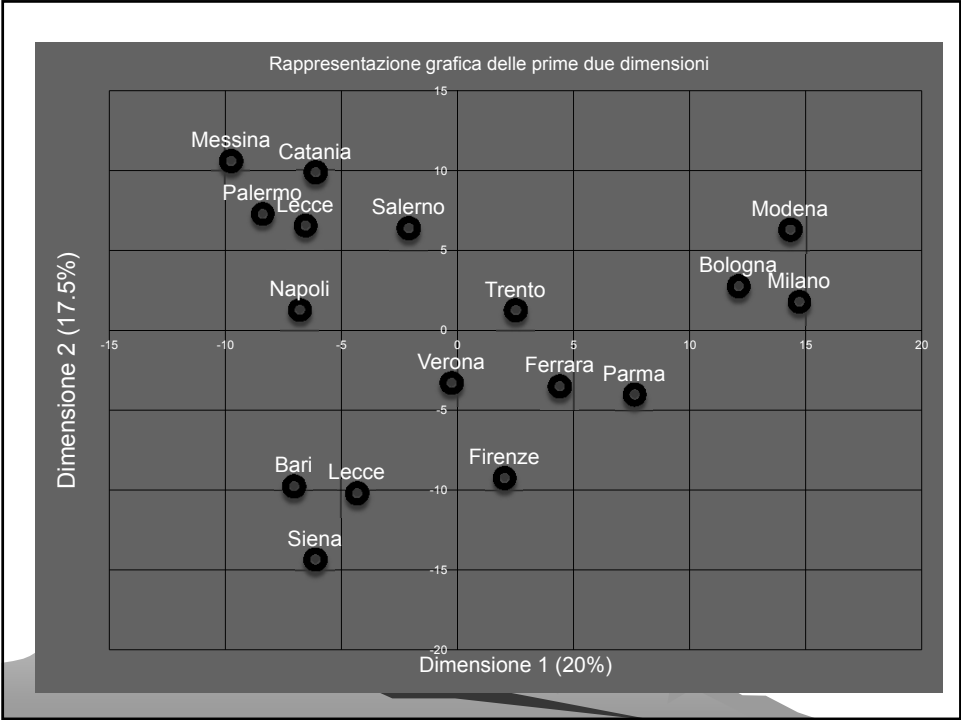 Rappresentazione grafica delle prime due dimensioni
15
Messina
Catania
10
Palermo
Lecce
Salerno
Modena
5
Bologna
Milano
Napoli
Trento
0
-15
-10
-5
0
5
10
15
20
Verona
Ferrara
Parma
-5
Firenze
Bari
Lecce
-10
Siena
-15
-20
Dimensione 1 (20%)
Dimensione 2 (17.5%)